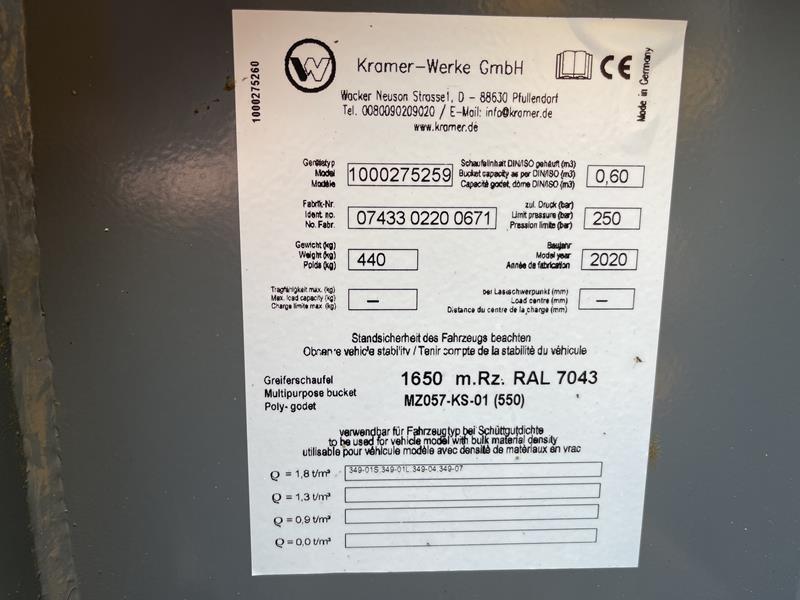 1000275260
W
Kramer-Werke GmbH
CE
Made in Germany
Wacker Neuson Strasse1, D - 88630 Pfullendorf
Tel. 0080090209020 / E-Mail: info@kramer.de
www.kramer.de
Gerätetyp
Model
Modéle
1000275259
Schaufelinhalt DIN/ISO gehäuft (m3)
Bucket capacity as per DIN/ISO (m3)
Capacité godet, dôme DIN/ISO (m3)
0,60
Fabrik-Nr.
Ident. no.
No. Fabr.
07433 0220 0671
zul. Druck (bar)
Limit pressure (bar)
Pression limite (bar)
250
Gewicht (kg)
Weight (kg)
Poids (kg)
440
Baujahr
Model year
Année de fabrication
2020
Tragfähigkeit max. (kg)
Max. load capacity (kg)
Charge limite max (kg)
–
bei Lastschwerpunkt (mm)
Load centre (mm)
Distance du centre de la charge (mm)
–
Standsicherheit des Fahrzeugs beachten
Observe vehicle stability / Tenir compte de la stabilité du véhicule
Greiferschaufel
Multipurpose bucket
Poly- godet
1650 m.Rz. RAL 7043
MZ057-KS-01 (550)
verwendbar für Fahrzeugtyp bei Schüttgutdichte
to be used for vehicle model with bulk material density
utilisable pour véhicule modèle avec densité de matériaux en vrac
Q = 1,8 t/m³
349-01S,349-01L,349-04,349-07
Q = 1,3 t/m³
Q = 0,9 t/m³
Q = 0,0 t/m³